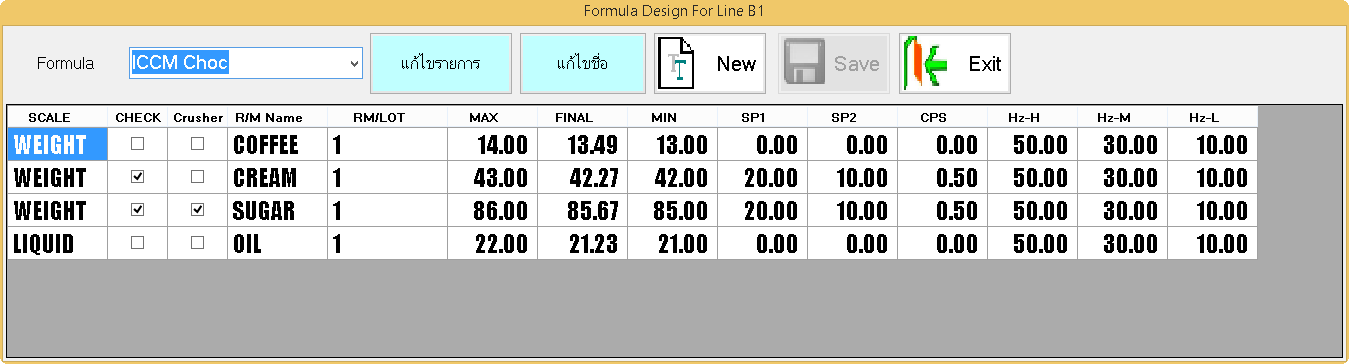 Formula Design For Line B1
Formula ICCM Choc แก้ไขรายการ แก้ไขชื่อ New Save Exit
SCALE CHECK Crusher R/M Name RM/LOT MAX FINAL MIN SP1 SP2 CPS Hz-H Hz-M Hz-L
WEIGHT COFFEE 1 14.00 13.49 13.00 0.00 0.00 0.00 50.00 30.00 10.00
WEIGHT CREAM 1 43.00 42.27 42.00 20.00 10.00 0.50 50.00 30.00 10.00
WEIGHT SUGAR 1 86.00 85.67 85.00 20.00 10.00 0.50 50.00 30.00 10.00
LIQUID OIL 1 22.00 21.23 21.00 0.00 0.00 0.00 50.00 30.00 10.00